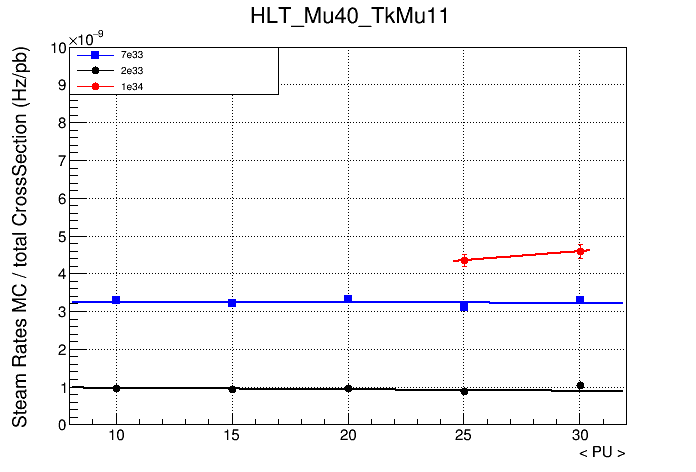 HLT_Mu40_TkMu11
×10⁻⁹
Steam Rates MC / total CrossSection (Hz/pb)
10
9
8
7
6
5
4
3
2
1
0
7e33
2e33
1e34
10 15 20 25 30
< PU >